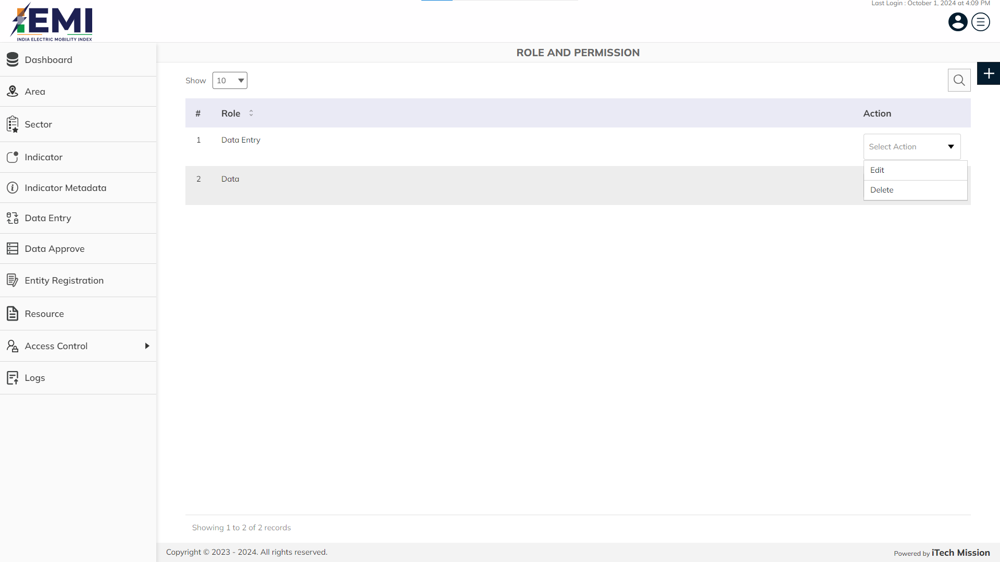 Last Login : October 1, 2024 at 4:09 PM
EMI
INDIA ELECTRIC MOBILITY INDEX
Dashboard
Area
Sector
Indicator
Indicator Metadata
Data Entry
Data Approve
Entity Registration
Resource
Access Control
Logs
ROLE AND PERMISSION
Show 10
# Role Action
1 Data Entry Select Action
Edit
Delete
2 Data
Showing 1 to 2 of 2 records
Copyright © 2023 - 2024. All rights reserved.
Powered by iTech Mission